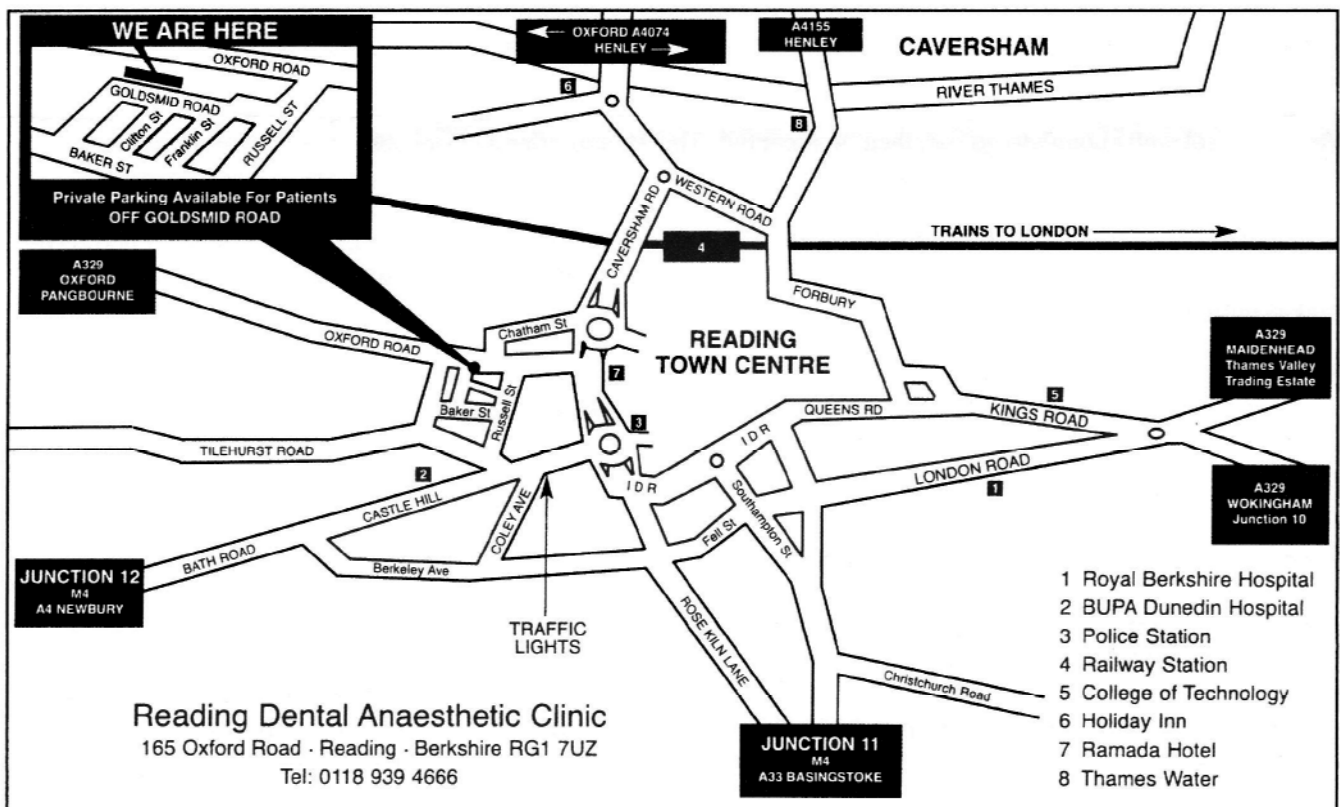 WE ARE HERE
OXFORD ROAD
GOLDSMID ROAD
Clifton St
Franklin St
RUSSELL ST
BAKER ST
Private Parking Available For Patients
OFF GOLDSMID ROAD
OXFORD A4074
HENLEY
A4155
HENLEY
CAVERSHAM
RIVER THAMES
6
8
WESTERN ROAD
CAVERSHAM RD
4
TRAINS TO LONDON
A329
OXFORD
PANGBOURNE
FORBURY
OXFORD ROAD
Chatham St
READING
TOWN CENTRE
7
A329
MAIDENHEAD
Thames Valley
Trading Estate
5
KINGS ROAD
QUEENS RD
Baker St
Russell St
3
I D R
TILEHURST ROAD
2
I D R
LONDON ROAD
1
CASTLE HILL
COLEY AVE
Southampton St
Fell St
A329
WOKINGHAM
Junction 10
BATH ROAD
Berkeley Ave
JUNCTION 12
M4
A4 NEWBURY
TRAFFIC
LIGHTS
ROSE KILN LANE
Christchurch Road
JUNCTION 11
M4
A33 BASINGSTOKE
1 Royal Berkshire Hospital
2 BUPA Dunedin Hospital
3 Police Station
4 Railway Station
5 College of Technology
6 Holiday Inn
7 Ramada Hotel
8 Thames Water
Reading Dental Anaesthetic Clinic
165 Oxford Road · Reading · Berkshire RG1 7UZ
Tel: 0118 939 4666